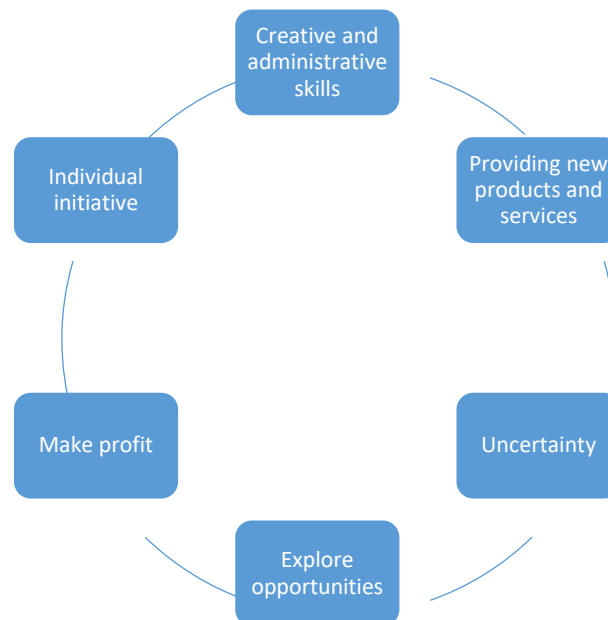 Creative and
administrative
skills
Providing new
products and
services
Uncertainty
Explore
opportunities
Make profit
Individual
initiative